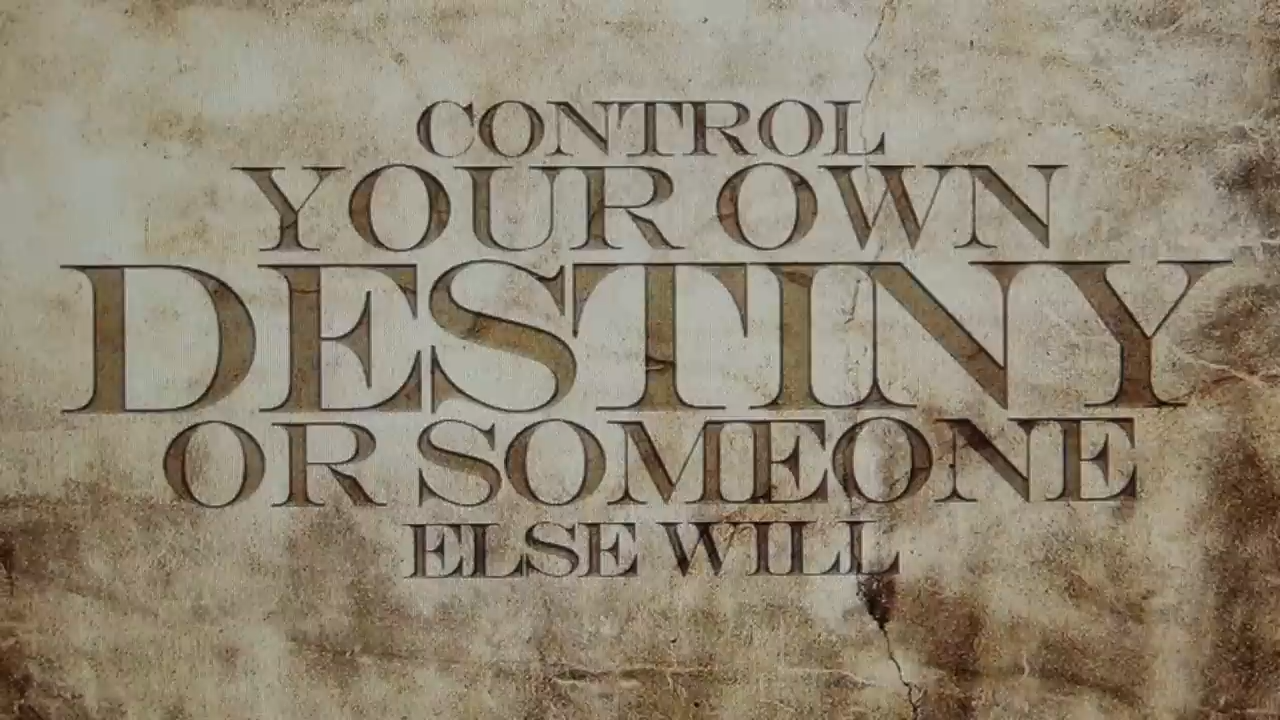 CONTROL
YOUR OWN
DESTINY
OR SOMEONE
ELSE WILL